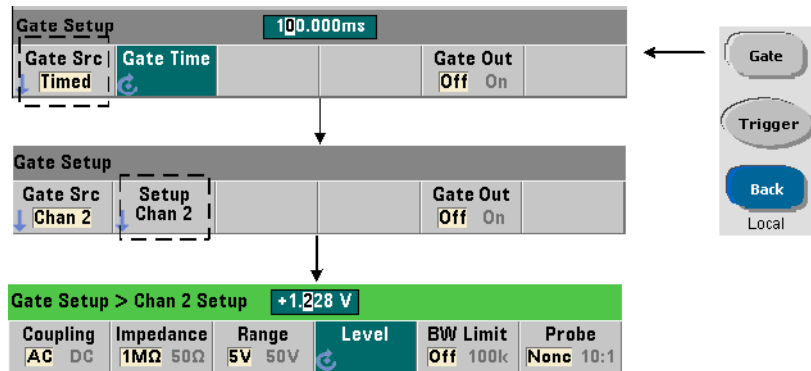 Gate Setup 100.000ms
Gate Src Gate Time Gate Out
Timed Off On
Gate
Trigger
Back
Local
Gate Setup
Gate Src Setup Gate Out
Chan 2 Chan 2 Off On
Gate Setup > Chan 2 Setup +1.228 V
Coupling Impedance Range Level BW Limit Probe
AC DC 1MΩ 50Ω 5V 50V Off 100k None 10:1